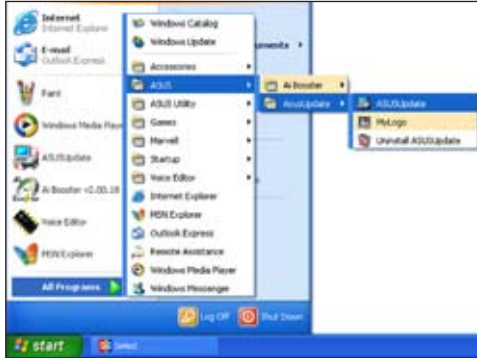 Internet
Internet Explorer
E-mail
Outlook Express
Paint
Windows Media Player
ASUSUpdate
Ai Booster v2.00.18
Voice Editor
MSN Explorer
All Programs
Windows Catalog
Windows Update
Accessories
ASUS
ASUS Utility
Games
Marvell
Startup
Voice Editor
Internet Explorer
MSN Explorer
Outlook Express
Remote Assistance
Windows Media Player
Windows Messenger
Ai Booster
AsusUpdate
ASUSUpdate
MyLogo
Uninstall ASUSUpdate
Log Off
Shut Down
start